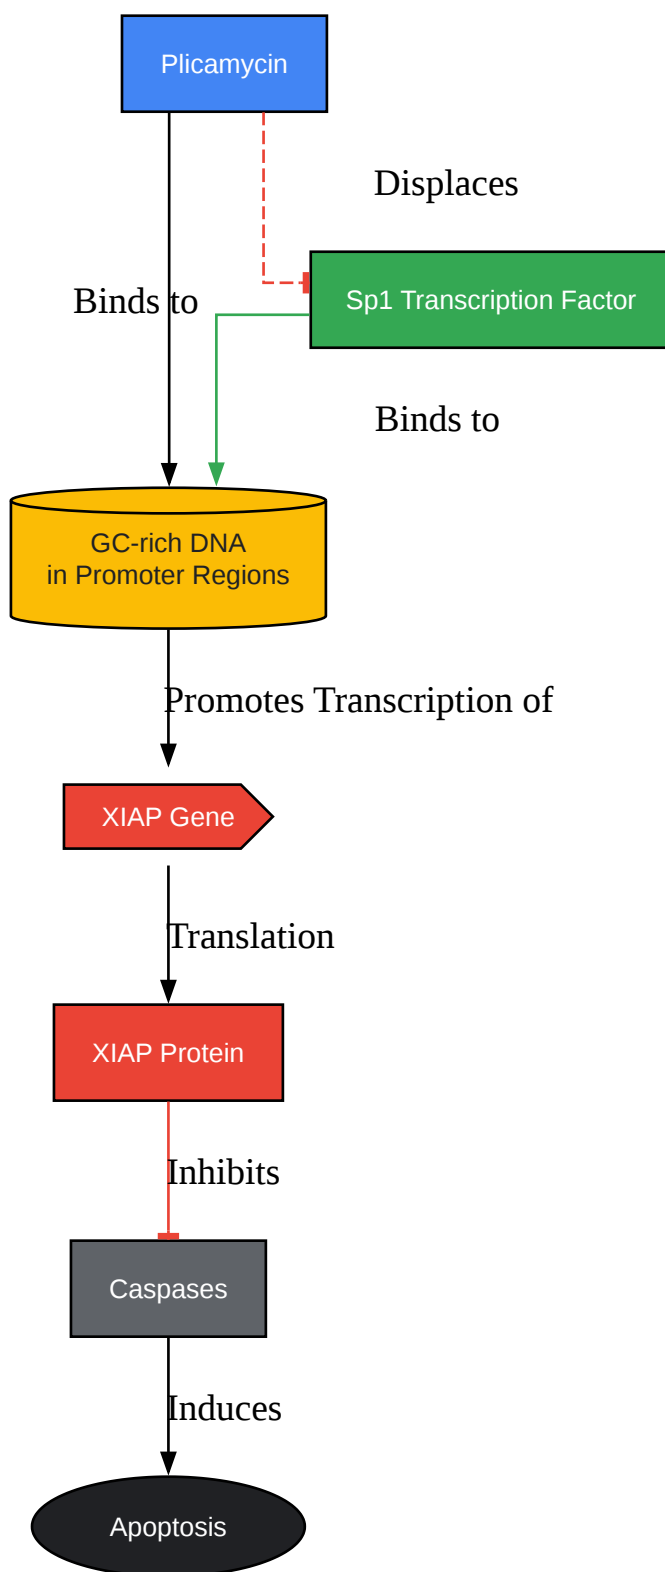 Plicamycin
Displaces
Binds to
Sp1 Transcription Factor
Binds to
GC-rich DNA
in Promoter Regions
Promotes Transcription of
XIAP Gene
Translation
XIAP Protein
Inhibits
Caspases
Induces
Apoptosis